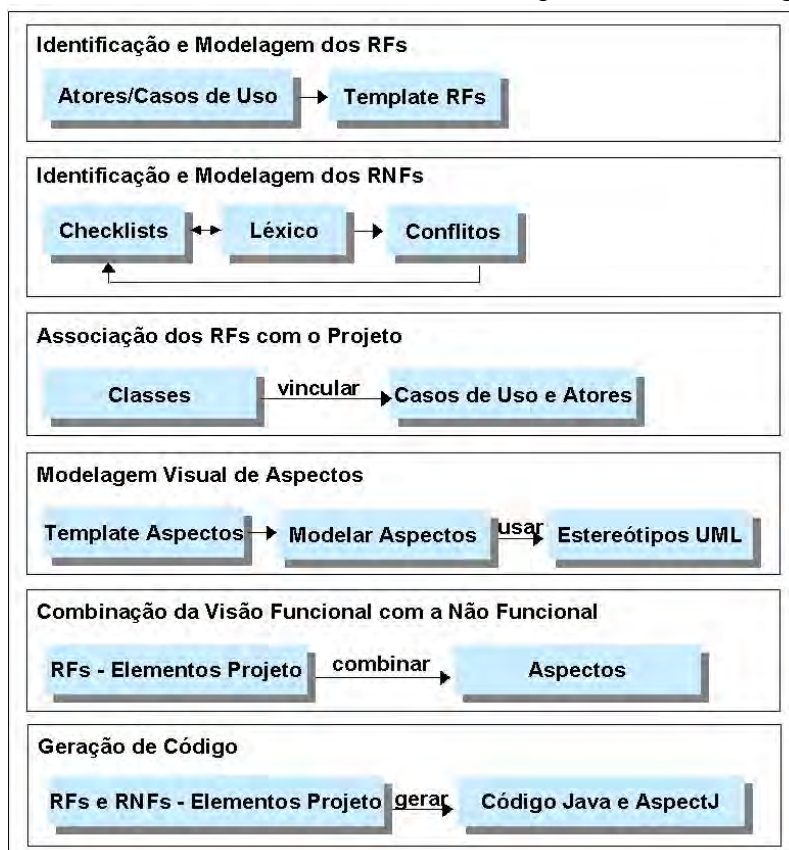 Identificação e Modelagem dos RFs
Atores/Casos de Uso
Template RFs
Identificação e Modelagem dos RNFs
Checklists
Léxico
Conflitos
Associação dos RFs com o Projeto
Classes
vincular
Casos de Uso e Atores
Modelagem Visual de Aspectos
Template Aspectos
Modelar Aspectos
usar
Estereótipos UML
Combinação da Visão Funcional com a Não Funcional
RFs - Elementos Projeto
combinar
Aspectos
Geração de Código
RFs e RNFs - Elementos Projeto
gerar
Código Java e AspectJ